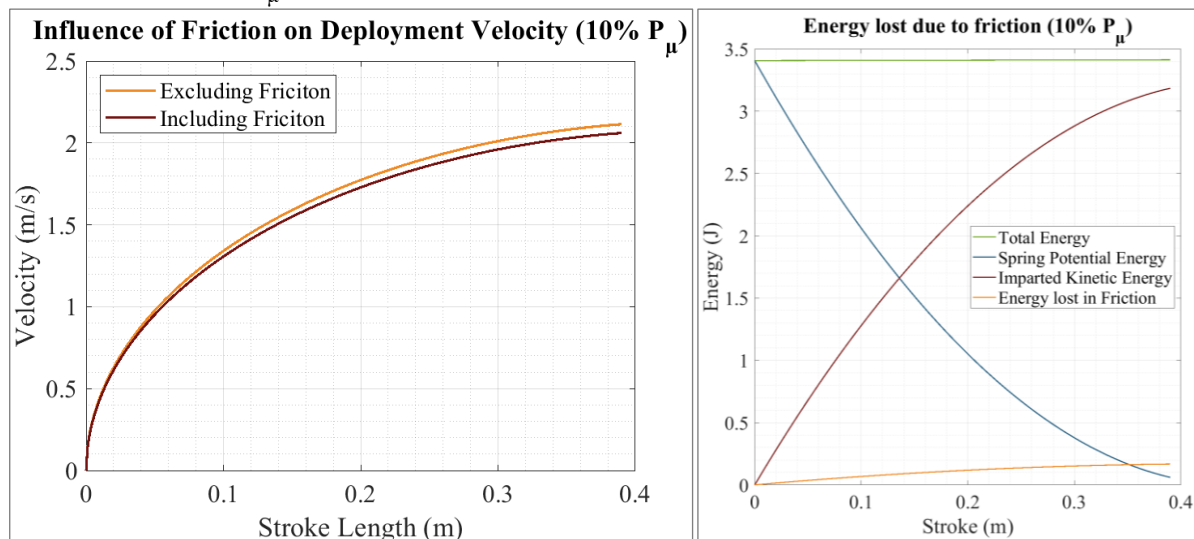 μ
Influence of Friction on Deployment Velocity (10% P_μ)
2.5
2
1.5
1
0.5
0
Velocity (m/s)
Excluding Friciton
Including Friciton
0
0.1
0.2
0.3
0.4
Stroke Length (m)
Energy lost due to friction (10% P_μ)
3.5
3
2.5
2
1.5
1
0.5
0
Energy (J)
Total Energy
Spring Potential Energy
Imparted Kinetic Energy
Energy lost in Friction
0
0.1
0.2
0.3
0.4
Stroke (m)